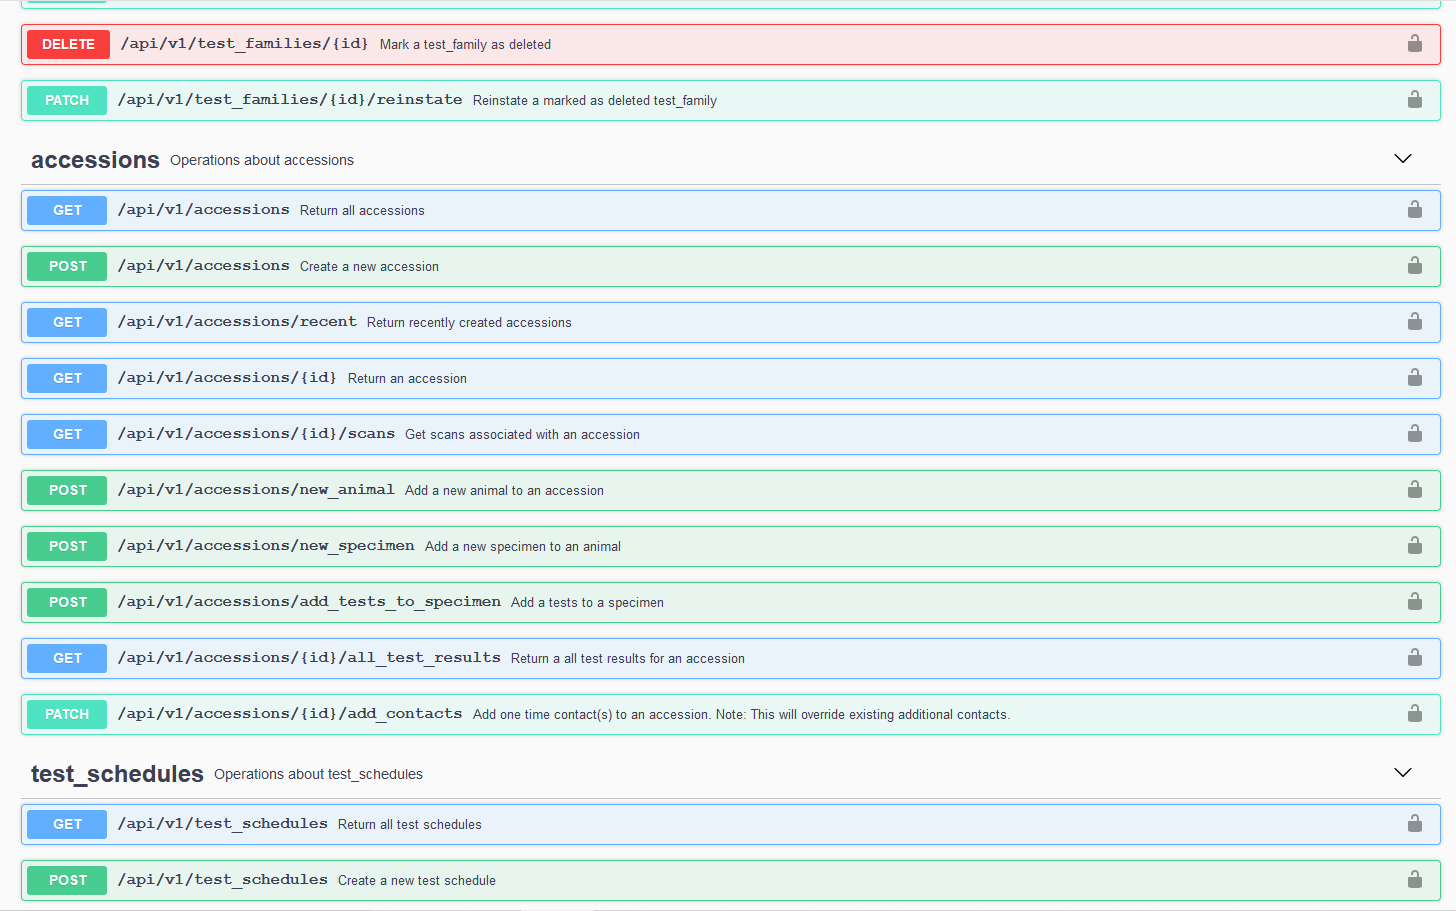 DELETE /api/v1/test_families/{id} Mark a test_family as deleted
PATCH /api/v1/test_families/{id}/reinstate Reinstate a marked as deleted test_family
accessions Operations about accessions
GET /api/v1/accessions Return all accessions
POST /api/v1/accessions Create a new accession
GET /api/v1/accessions/recent Return recently created accessions
GET /api/v1/accessions/{id} Return an accession
GET /api/v1/accessions/{id}/scans Get scans associated with an accession
POST /api/v1/accessions/new_animal Add a new animal to an accession
POST /api/v1/accessions/new_specimen Add a new specimen to an animal
POST /api/v1/accessions/add_tests_to_specimen Add a tests to a specimen
GET /api/v1/accessions/{id}/all_test_results Return a all test results for an accession
PATCH /api/v1/accessions/{id}/add_contacts Add one time contact(s) to an accession. Note: This will override existing additional contacts.
test_schedules Operations about test_schedules
GET /api/v1/test_schedules Return all test schedules
POST /api/v1/test_schedules Create a new test schedule